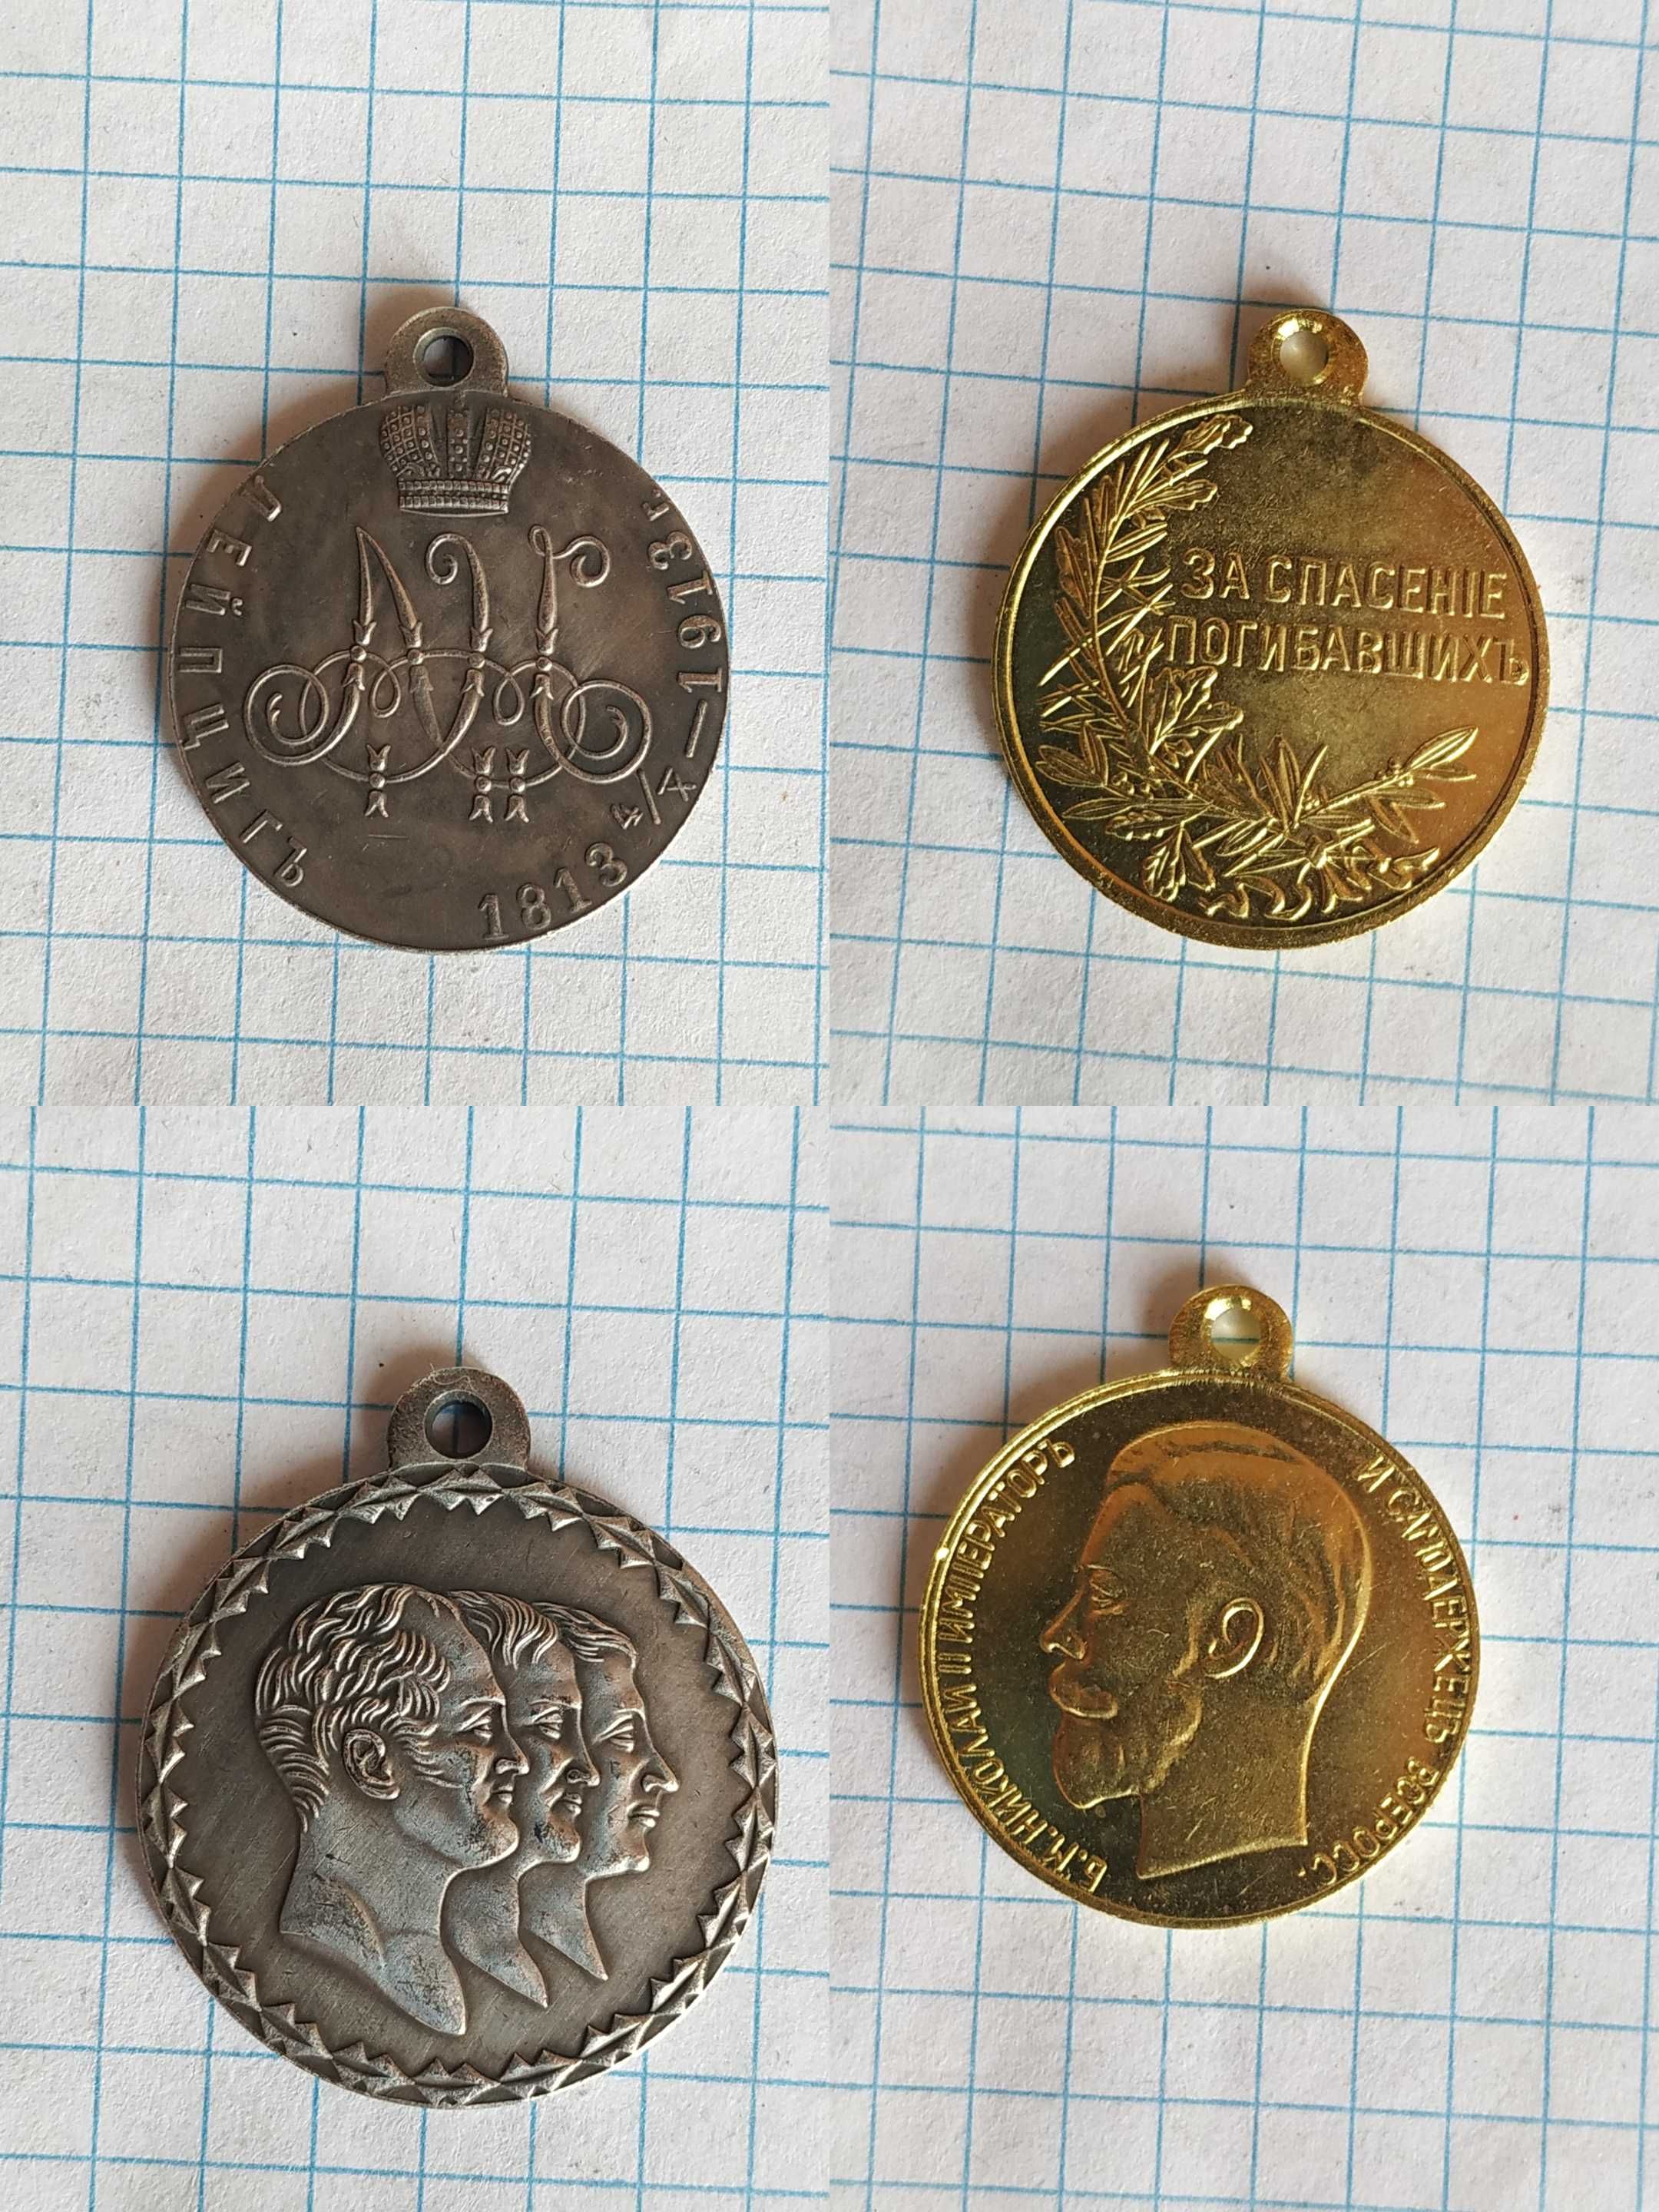 ЛЕЙПЦИГЪ
1813 4/X — 1913 г.
ЗА СПАСЕНІЕ
ПОГИБАВШИХЪ
Б.М.НИКОЛАЙ II ИМПЕРАТОРЪ
И САМОДЕРЖЕЦЪ ВСЕРОСС.